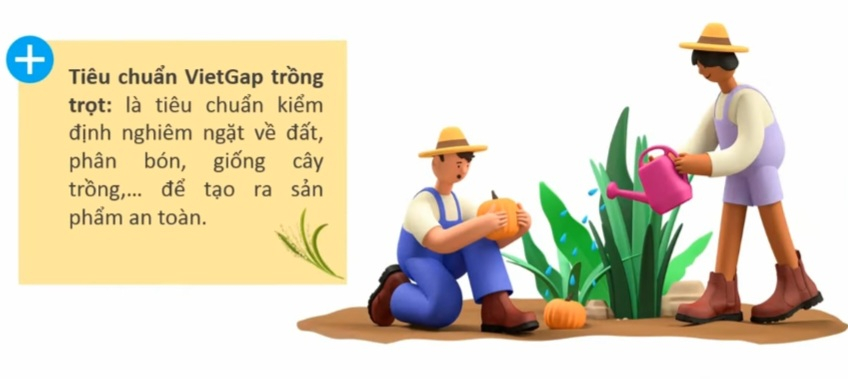 Tiêu chuẩn VietGap trồng
trọt: là tiêu chuẩn kiểm
định nghiêm ngặt về đất,
phân bón, giống cây
trồng,... để tạo ra sản
phẩm an toàn.